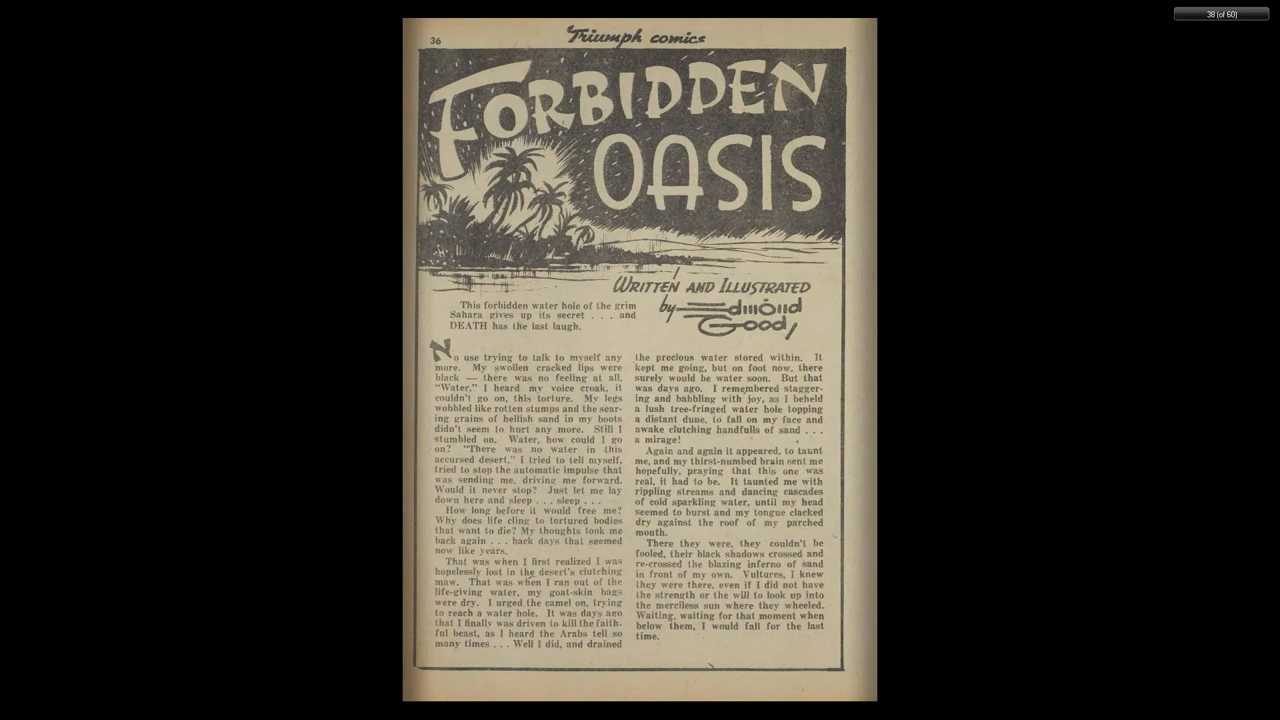 38 (of 60)
36
Triumph comics
FORBIDDEN
OASIS
WRITTEN AND ILLUSTRATED
by Edmond
Good
This forbidden water hole of the grim
Sahara gives up its secret . . . and
DEATH has the last laugh.
No use trying to talk to myself any
more. My swollen cracked lips were
black — there was no feeling at all.
“Water,” I heard my voice croak, it
couldn't go on, this torture. My legs
wobbled like rotten stumps and the sear-
ing grains of hellish sand in my boots
didn't seem to hurt any more. Still I
stumbled on. Water, how could I go
on? “There was no water in this
accursed desert,” I tried to tell myself,
tried to stop the automatic impulse that
was sending me, driving me forward.
Would it never stop? Just let me lay
down here and sleep . . . sleep . . .
How long before it would free me?
Why does life cling to tortured bodies
that want to die? My thoughts took me
back again . . . back days that seemed
now like years.
That was when I first realized I was
hopelessly lost in the desert's clutching
maw. That was when I ran out of the
life-giving water, my goat-skin bags
were dry. I urged the camel on, trying
to reach a water hole. It was days ago
that I finally was driven to kill the faith-
ful beast, as I heard the Arabs tell so
many times . . . Well I did, and drained
the precious water stored within. It
kept me going, but on foot now, there
surely would be water soon. But that
was days ago. I remembered stagger-
ing and babbling with joy, as I beheld
a lush tree-fringed water hole topping
a distant dune, to fall on my face and
awake clutching handfulls of sand . . .
a mirage!
Again and again it appeared, to taunt
me, and my thirst-numbed brain sent me
hopefully, praying that this one was
real, it had to be. It taunted me with
rippling streams and dancing cascades
of cold sparkling water, until my head
seemed to burst and my tongue clacked
dry against the roof of my parched
mouth.
There they were, they couldn't be
fooled, their black shadows crossed and
re-crossed the blazing inferno of sand
in front of my own. Vultures, I knew
they were there, even if I did not have
the strength or the will to look up into
the merciless sun where they wheeled.
Waiting, waiting for that moment when
below them, I would fall for the last
time.